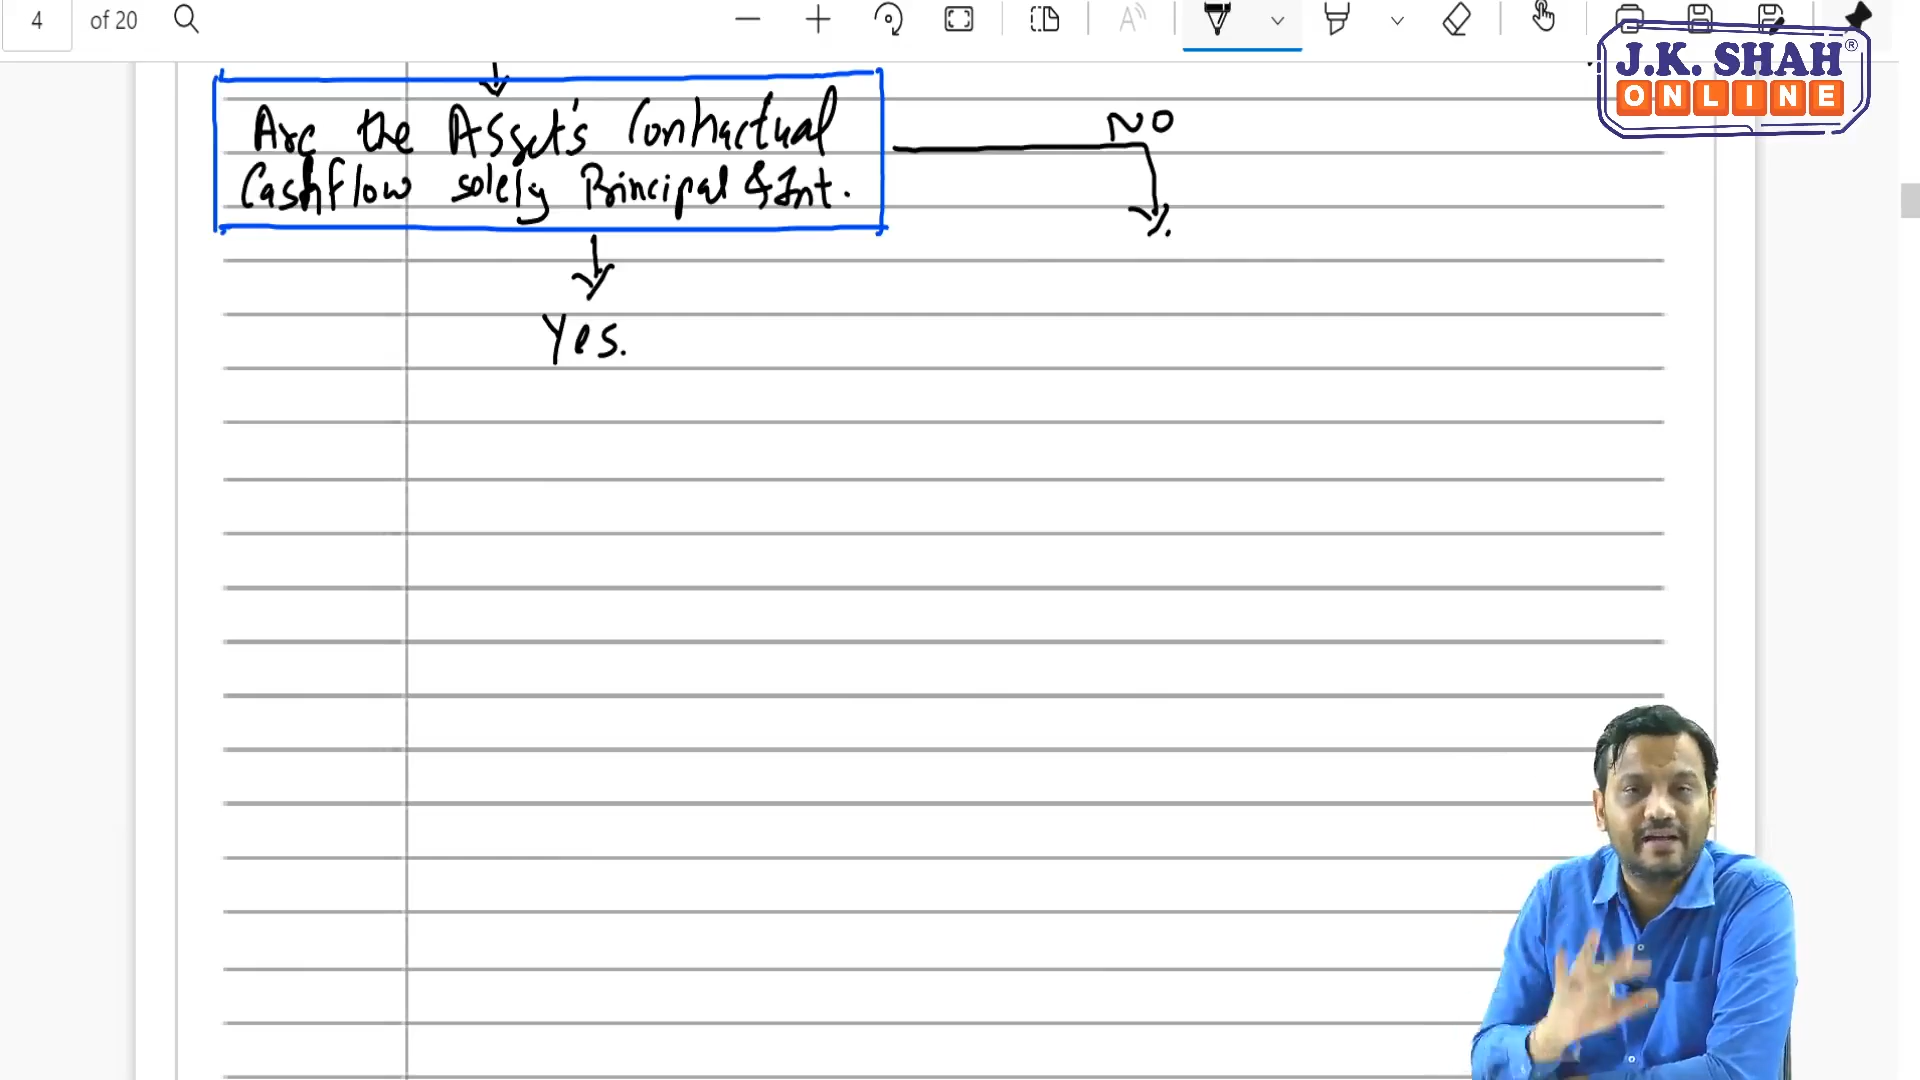 4 of 20
J.K. SHAH®
ONLINE
Are the Asset's Contractual
Cashflow solely Principal & Int.
NO
Yes.